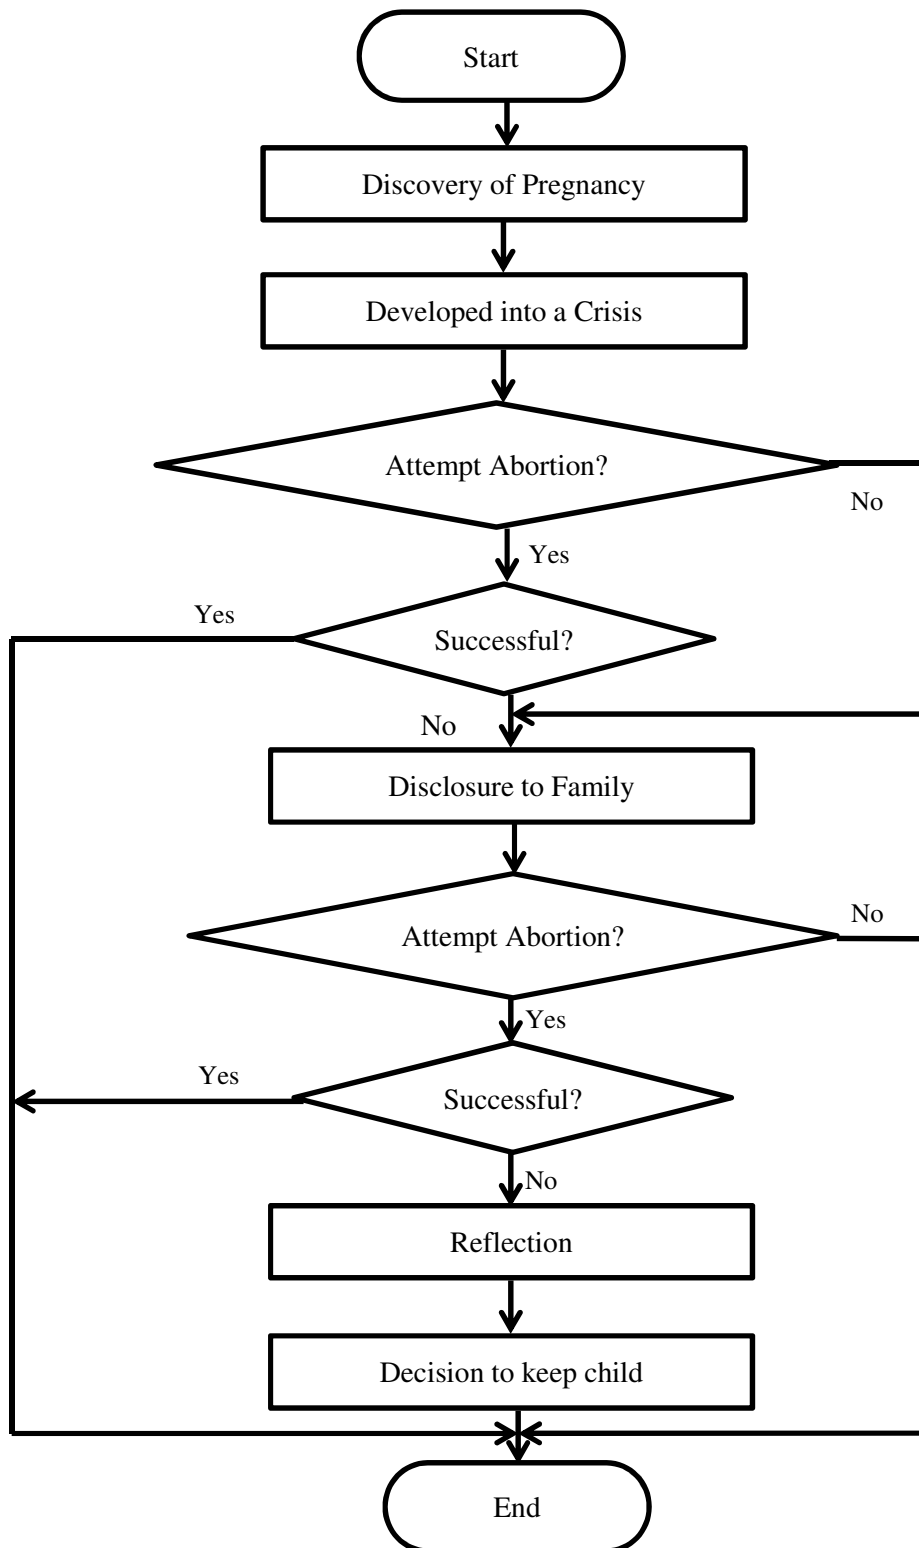 Start
Discovery of Pregnancy
Developed into a Crisis
Attempt Abortion?
No
Yes
Yes
Successful?
No
Disclosure to Family
No
Attempt Abortion?
Yes
Yes
Successful?
No
Reflection
Decision to keep child
End